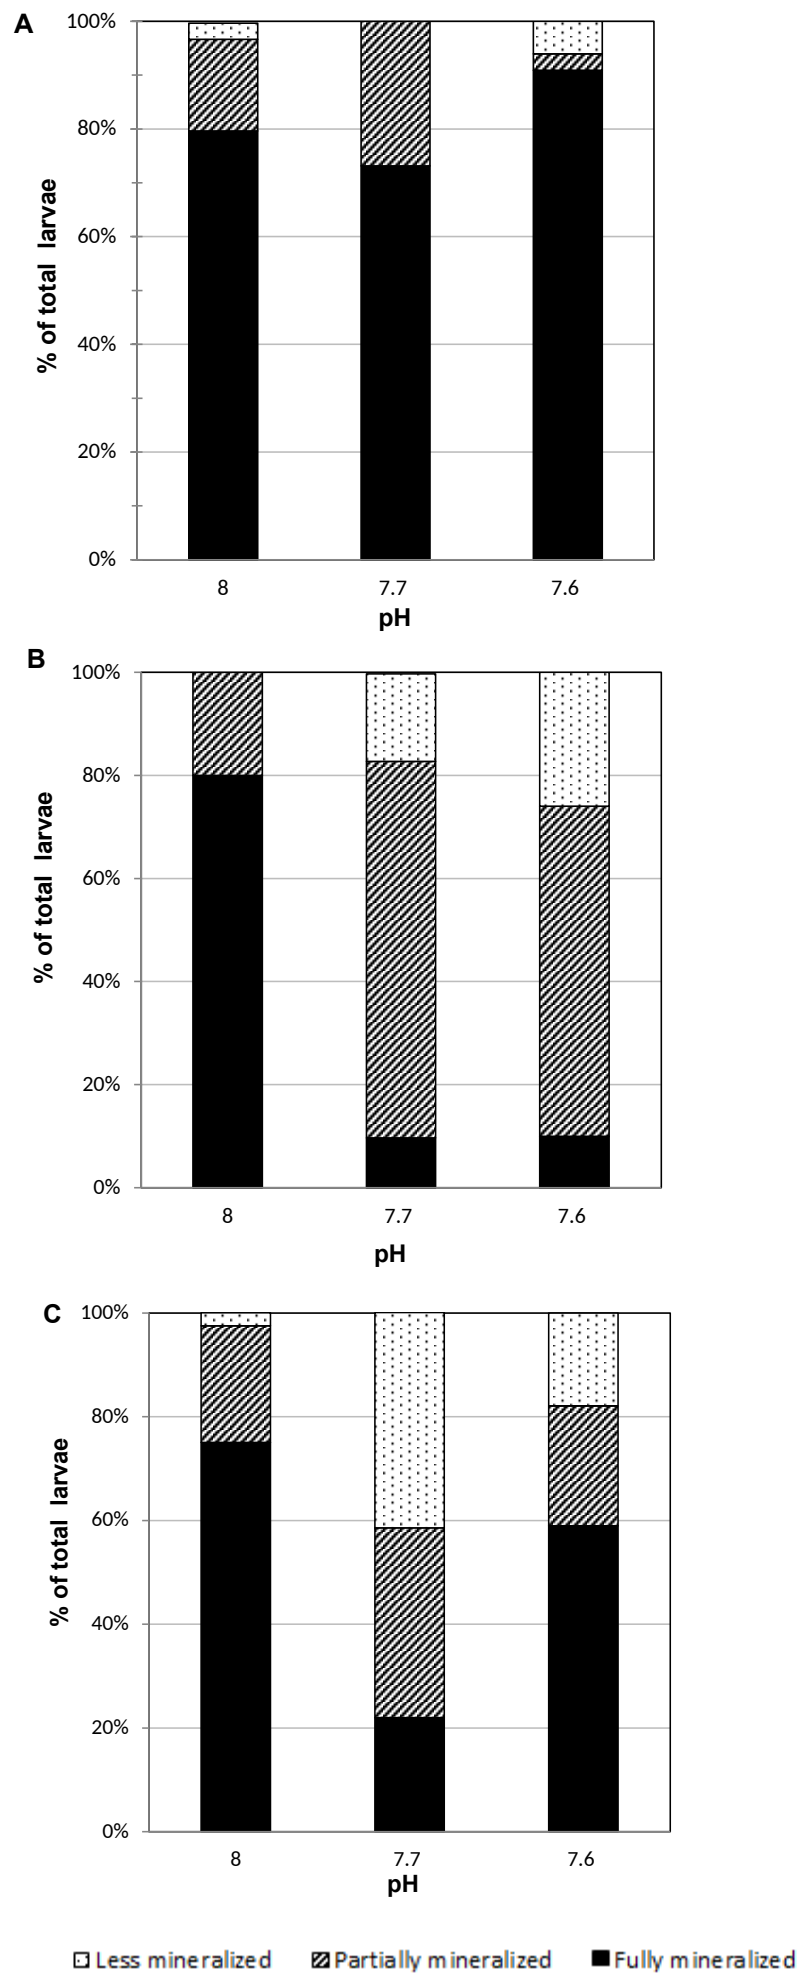 A
100%
80%
60%
40%
20%
0%
% of total larvae
8 7.7 7.6
pH
B
100%
80%
60%
40%
20%
0%
% of total larvae
8 7.7 7.6
pH
C
100%
80%
60%
40%
20%
0%
% of total larvae
8 7.7 7.6
pH
Less mineralized Partially mineralized Fully mineralized